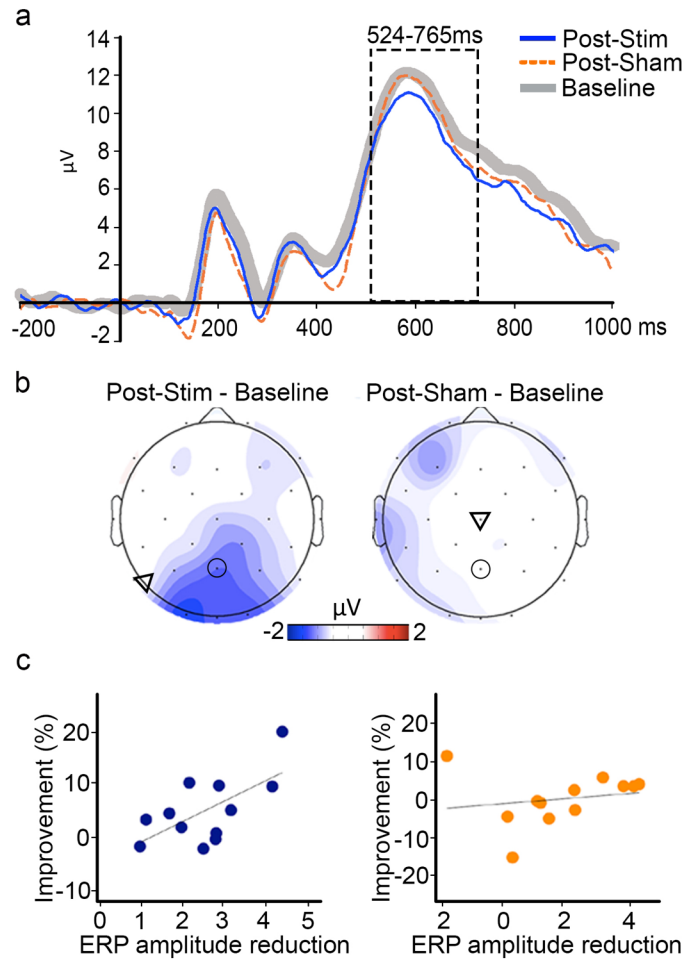 a
524-765ms
Post-Stim
Post-Sham
Baseline
14
12
10
8
6
4
2
-2
µV
-200
200
400
600
800
1000 ms
b
Post-Stim - Baseline
Post-Sham - Baseline
µV
-2
2
c
Improvement (%)
20
10
0
-10
0
1
2
3
4
5
ERP amplitude reduction
Improvement (%)
20
10
0
-10
-20
2
0
2
4
ERP amplitude reduction